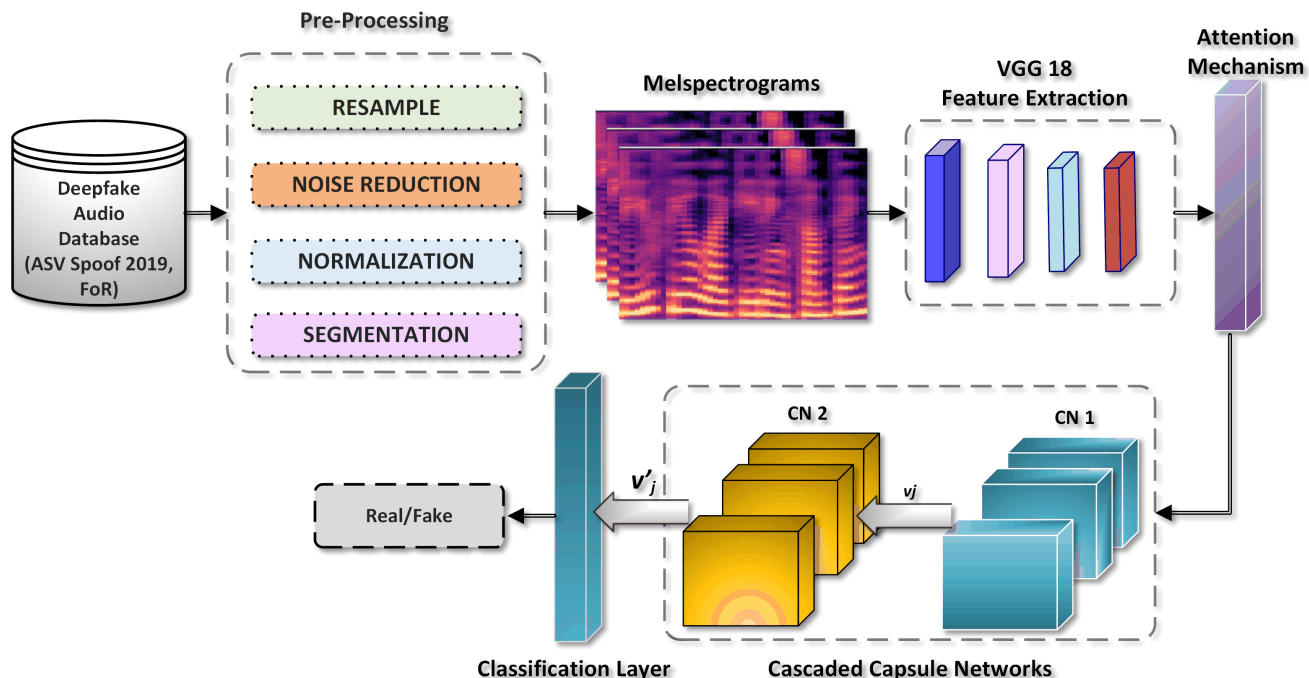 Pre-Processing
RESAMPLE
NOISE REDUCTION
NORMALIZATION
SEGMENTATION
Deepfake
Audio
Database
(ASV Spoof 2019,
FoR)
Melspectrograms
VGG 18
Feature Extraction
Attention
Mechanism
CN 1
vj
CN 2
v'j
Real/Fake
Classification Layer
Cascaded Capsule Networks